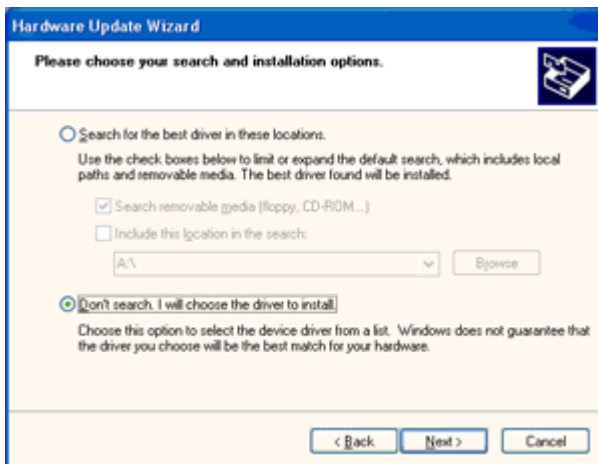 Hardware Update Wizard
Please choose your search and installation options.
Search for the best driver in these locations.
Use the check boxes below to limit or expand the default search, which includes local
paths and removable media. The best driver found will be installed.
Search removable media (floppy, CD-ROM...)
Include this location in the search:
A:\
Browse
Don't search. I will choose the driver to install.
Choose this option to select the device driver from a list. Windows does not guarantee that
the driver you choose will be the best match for your hardware.
< Back Next > Cancel